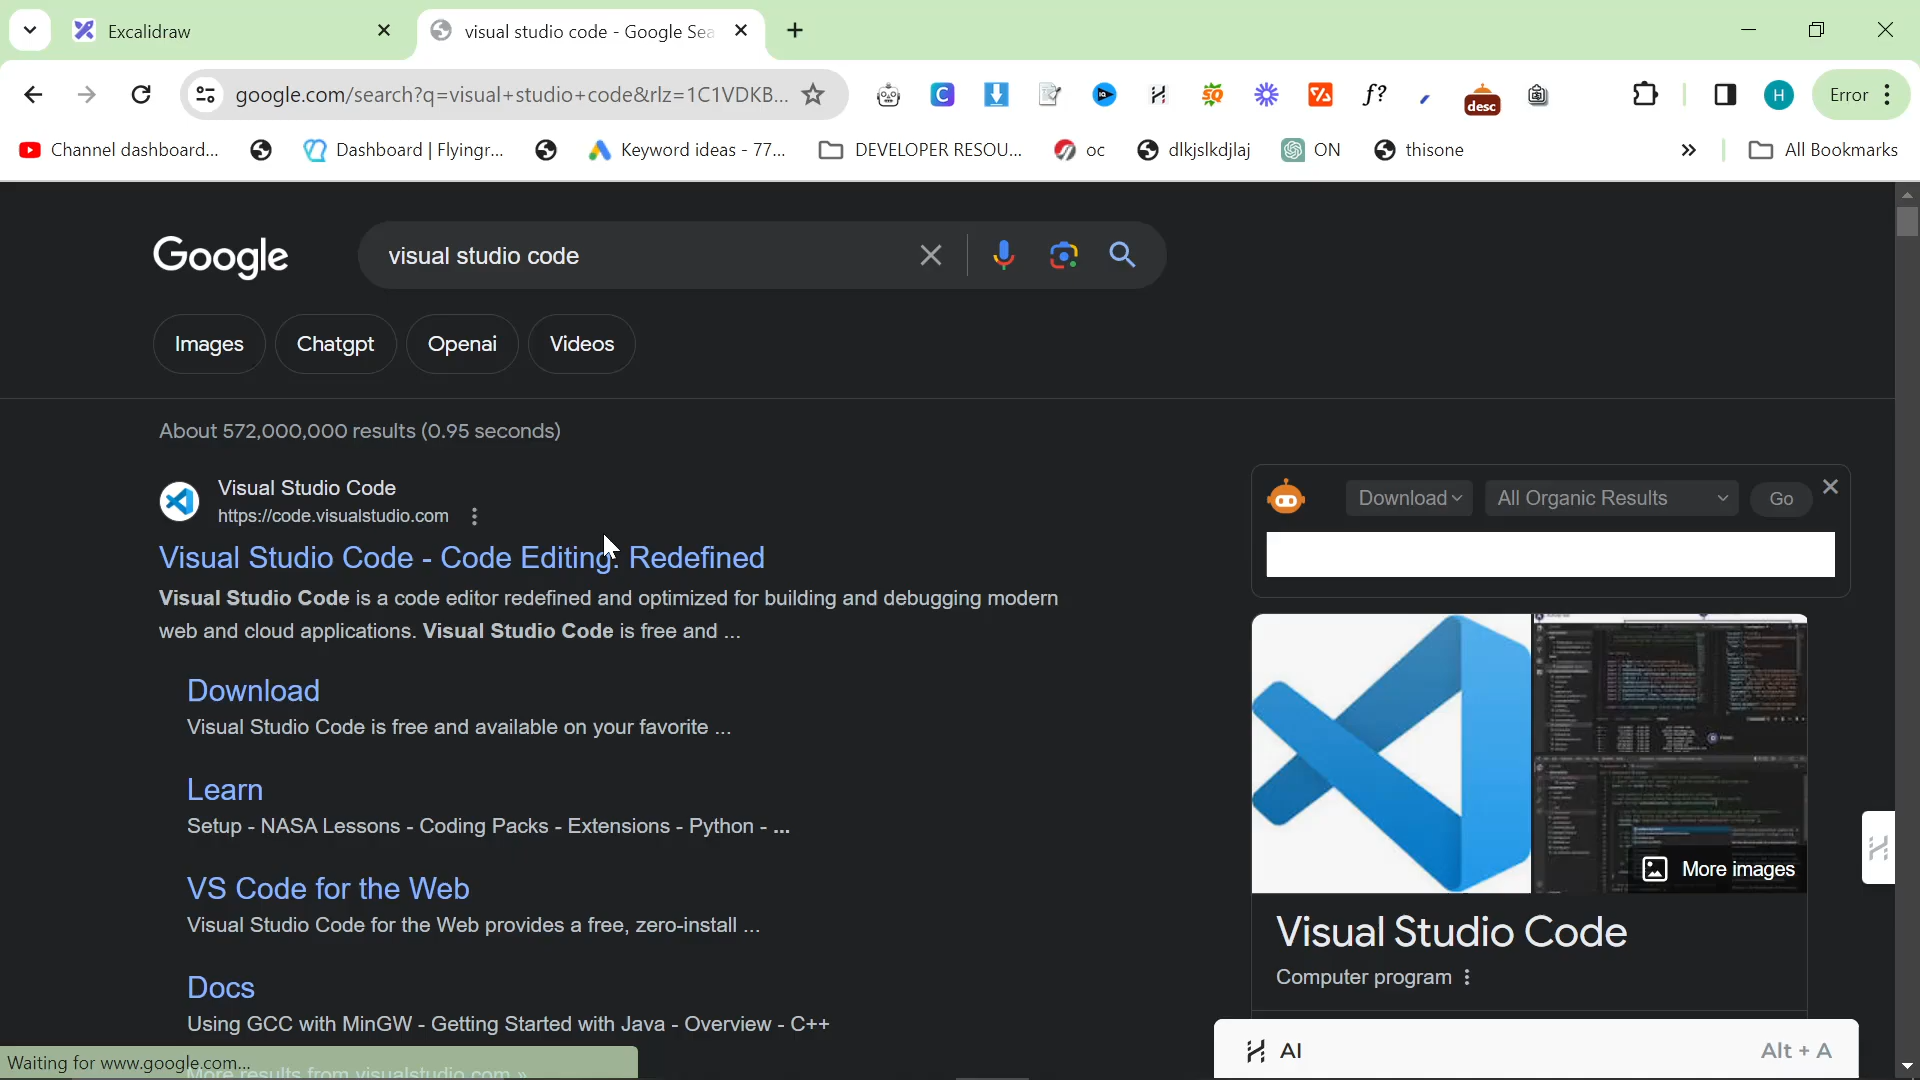 Excalidraw
visual studio code - Google Sea
google.com/search?q=visual+studio+code&rlz=1C1VDKB...
f?
desc
H
Error
Channel dashboard...
Dashboard | Flyingr...
Keyword ideas - 77...
DEVELOPER RESOU...
oc
dlkjslkdjlaj
ON
thisone
»
All Bookmarks
Google
visual studio code
Images
Chatgpt
Openai
Videos
About 572,000,000 results (0.95 seconds)
Visual Studio Code
https://code.visualstudio.com
Visual Studio Code - Code Editing. Redefined
Visual Studio Code is a code editor redefined and optimized for building and debugging modern
web and cloud applications. Visual Studio Code is free and ...
Download
Visual Studio Code is free and available on your favorite ...
Learn
Setup - NASA Lessons - Coding Packs - Extensions - Python - ...
VS Code for the Web
Visual Studio Code for the Web provides a free, zero-install ...
Docs
Using GCC with MinGW - Getting Started with Java - Overview - C++
More results from visualstudio.com »
Waiting for www.google.com...
Download
All Organic Results
Go
More images
Visual Studio Code
Computer program
AI
Alt + A